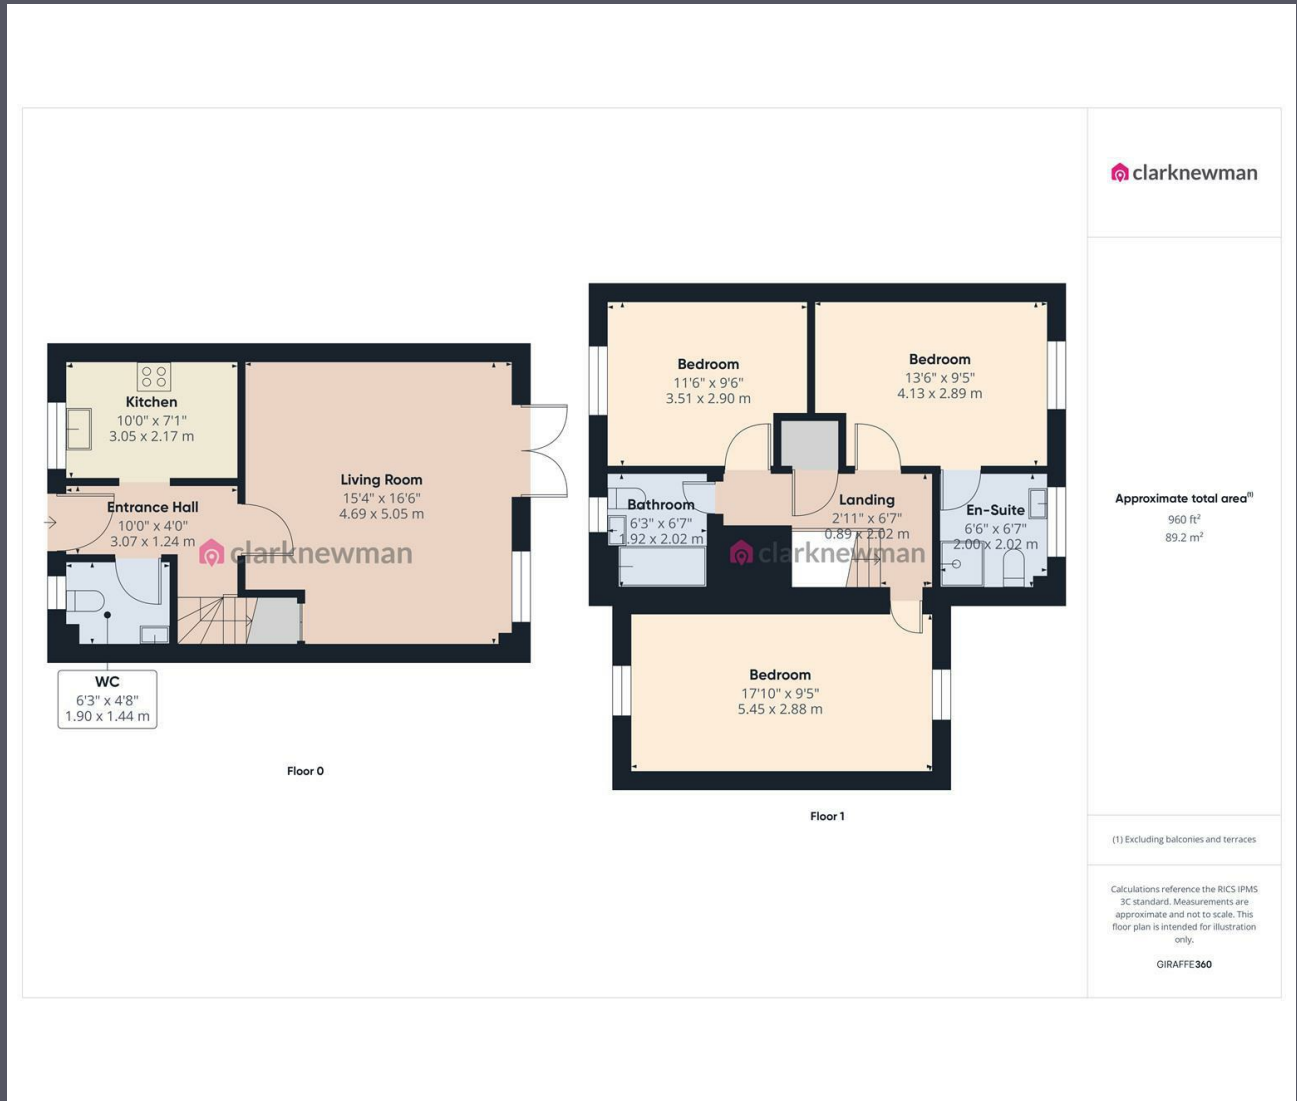 clarknewman
Kitchen
10'0" x 7'1"
3.05 x 2.17 m
Entrance Hall
10'0" x 4'0"
3.07 x 1.24 m
Living Room
15'4" x 16'6"
4.69 x 5.05 m
clarknewman
WC
6'3" x 4'8"
1.90 x 1.44 m
Floor 0
Bedroom
11'6" x 9'6"
3.51 x 2.90 m
Bedroom
13'6" x 9'5"
4.13 x 2.89 m
Bathroom
6'3" x 6'7"
1.92 x 2.02 m
Landing
2'11" x 6'7"
0.89 x 2.02 m
En-Suite
6'6" x 6'7"
2.00 x 2.02 m
clarknewman
Bedroom
17'10" x 9'5"
5.45 x 2.88 m
Floor 1
Approximate total area(1)
960 ft²
89.2 m²
(1) Excluding balconies and terraces
Calculations reference the RICS IPMS
3C standard. Measurements are
approximate and not to scale. This
floor plan is intended for illustration
only.
GIRAFFE360